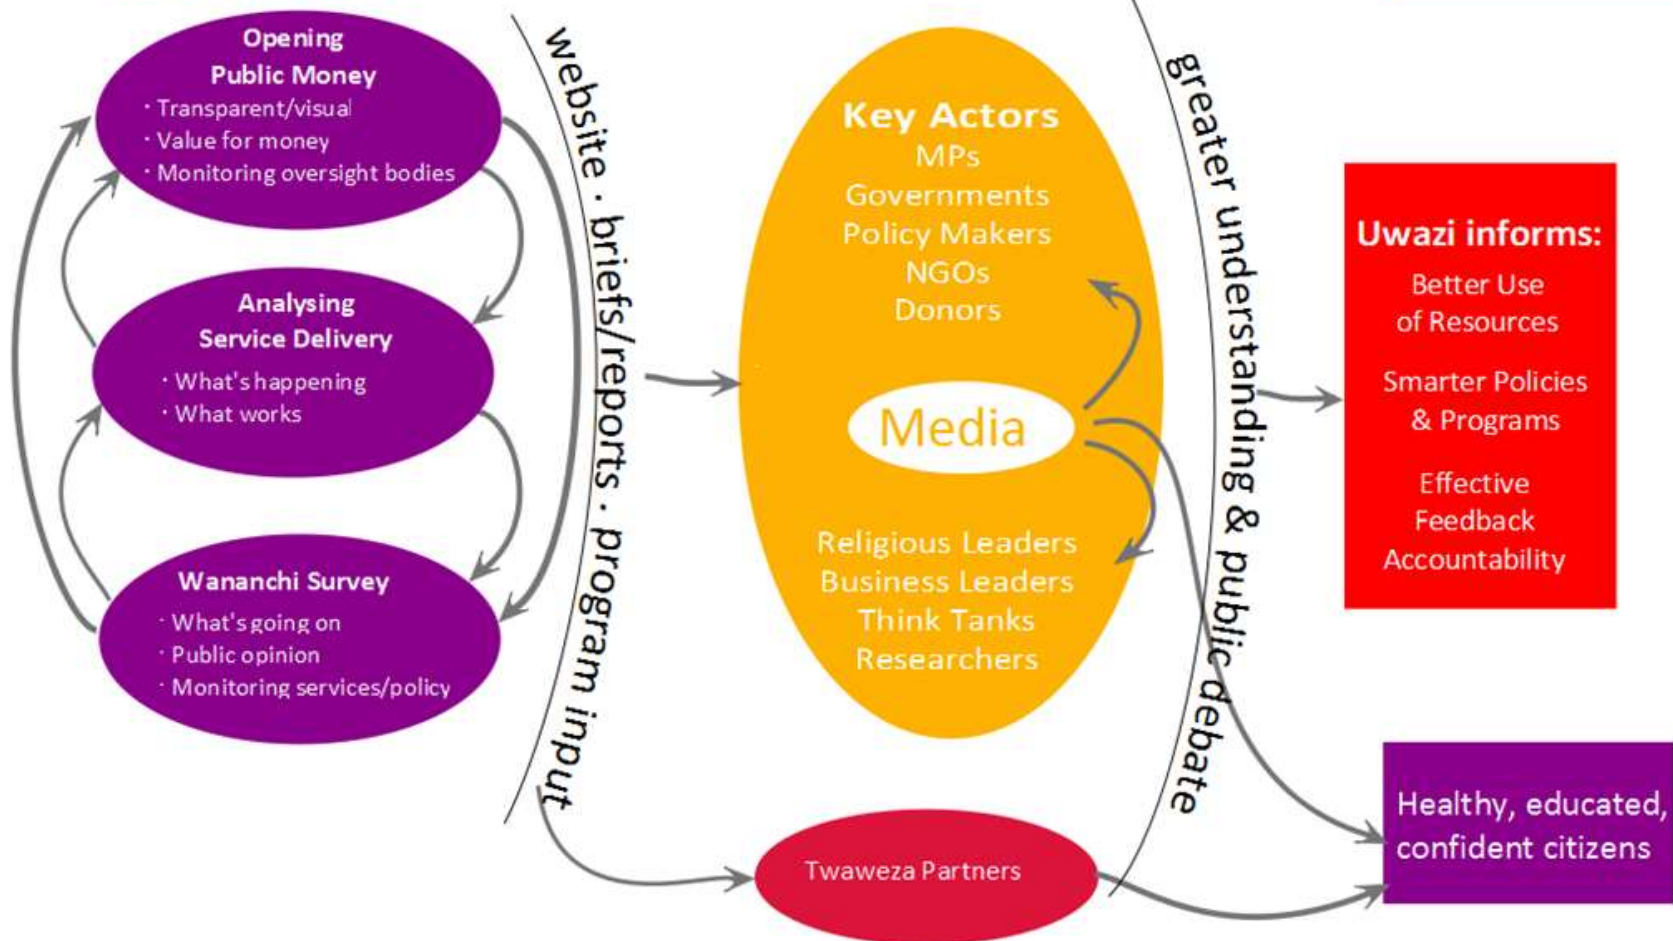 Opening
Public Money
· Transparent/visual
· Value for money
· Monitoring oversight bodies
Analysing
Service Delivery
· What's happening
· What works
Wananchi Survey
· What's going on
· Public opinion
· Monitoring services/policy
website · briefs/reports · program input
Key Actors
MPs
Governments
Policy Makers
NGOs
Donors
Media
Religious Leaders
Business Leaders
Think Tanks
Researchers
Twaweza Partners
greater understanding & public debate
Uwazi informs:
Better Use
of Resources
Smarter Policies
& Programs
Effective
Feedback
Accountability
Healthy, educated,
confident citizens